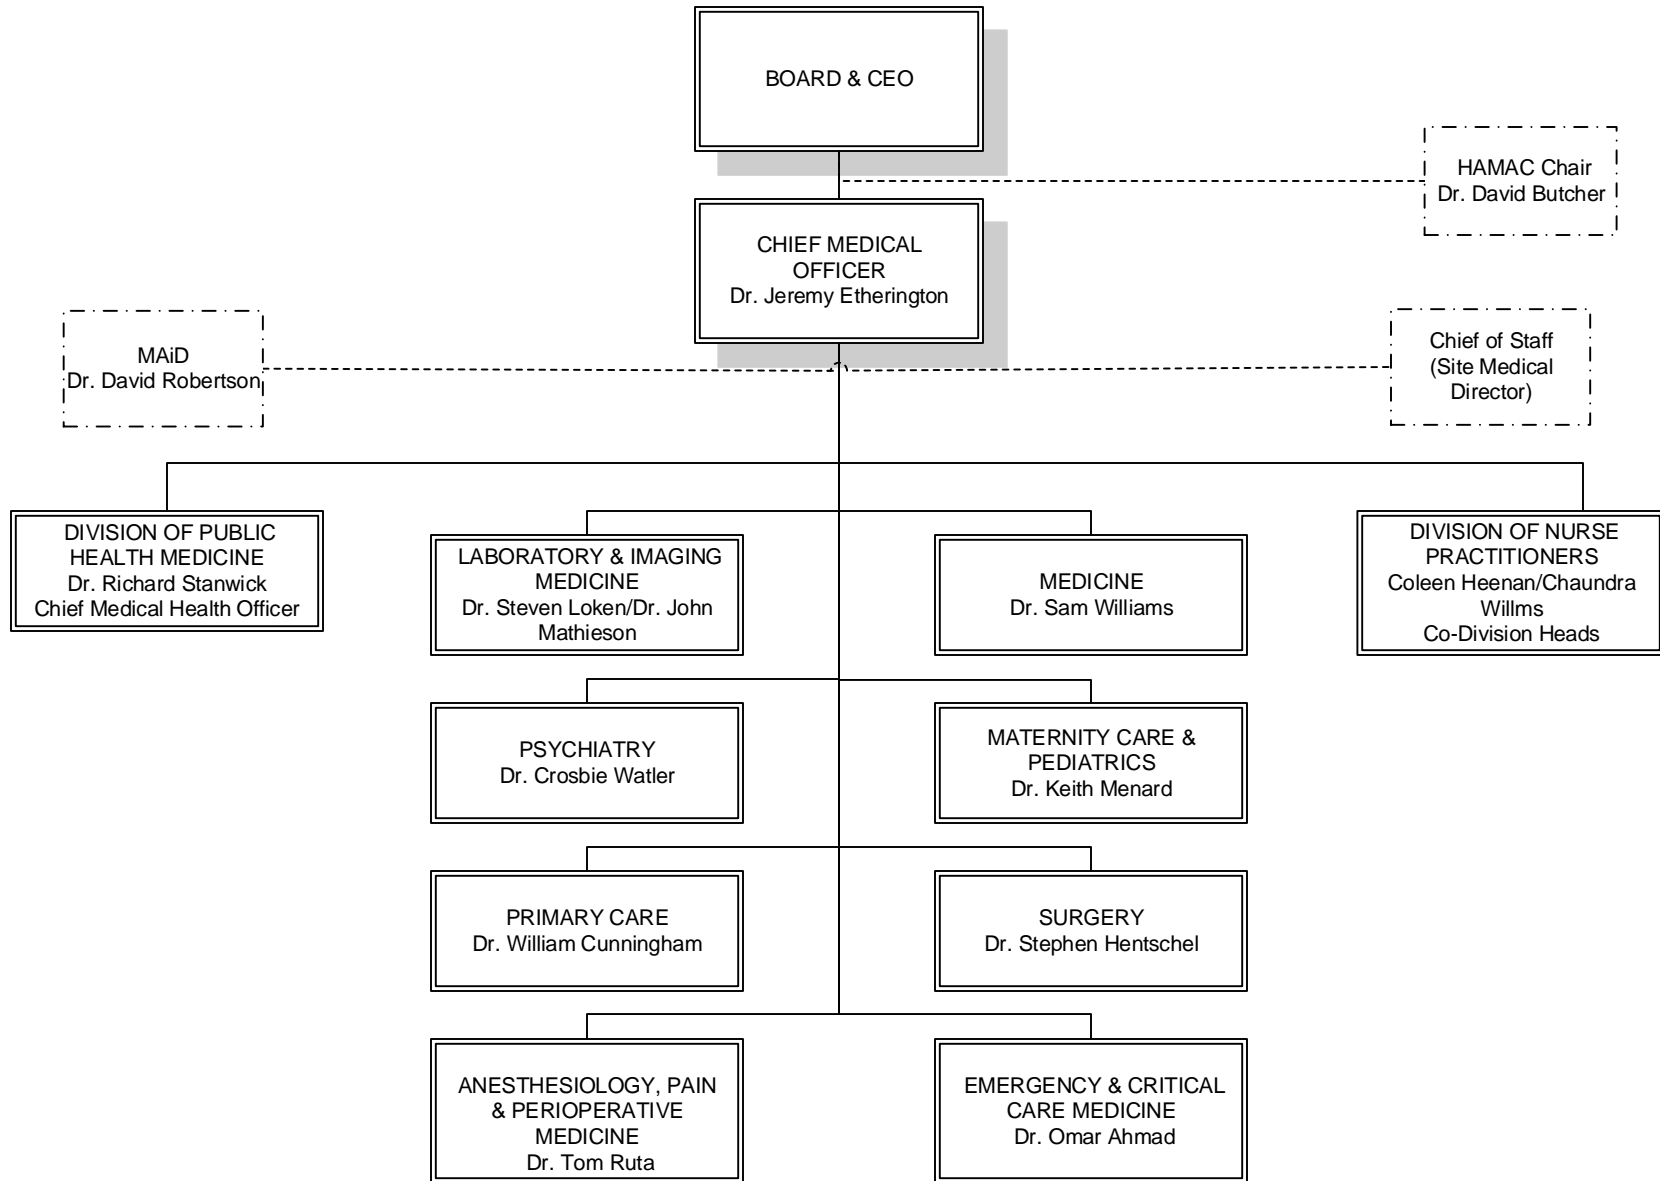 BOARD & CEO
HAMAC Chair
Dr. David Butcher
CHIEF MEDICAL
OFFICER
Dr. Jeremy Etherington
MAiD
Dr. David Robertson
Chief of Staff
(Site Medical
Director)
DIVISION OF PUBLIC
HEALTH MEDICINE
Dr. Richard Stanwick
Chief Medical Health Officer
LABORATORY & IMAGING
MEDICINE
Dr. Steven Loken/Dr. John
Mathieson
MEDICINE
Dr. Sam Williams
DIVISION OF NURSE
PRACTITIONERS
Coleen Heenan/Chaundra
Willms
Co-Division Heads
PSYCHIATRY
Dr. Crosbie Watler
MATERNITY CARE &
PEDIATRICS
Dr. Keith Menard
PRIMARY CARE
Dr. William Cunningham
SURGERY
Dr. Stephen Hentschel
ANESTHESIOLOGY, PAIN
& PERIOPERATIVE
MEDICINE
Dr. Tom Ruta
EMERGENCY & CRITICAL
CARE MEDICINE
Dr. Omar Ahmad